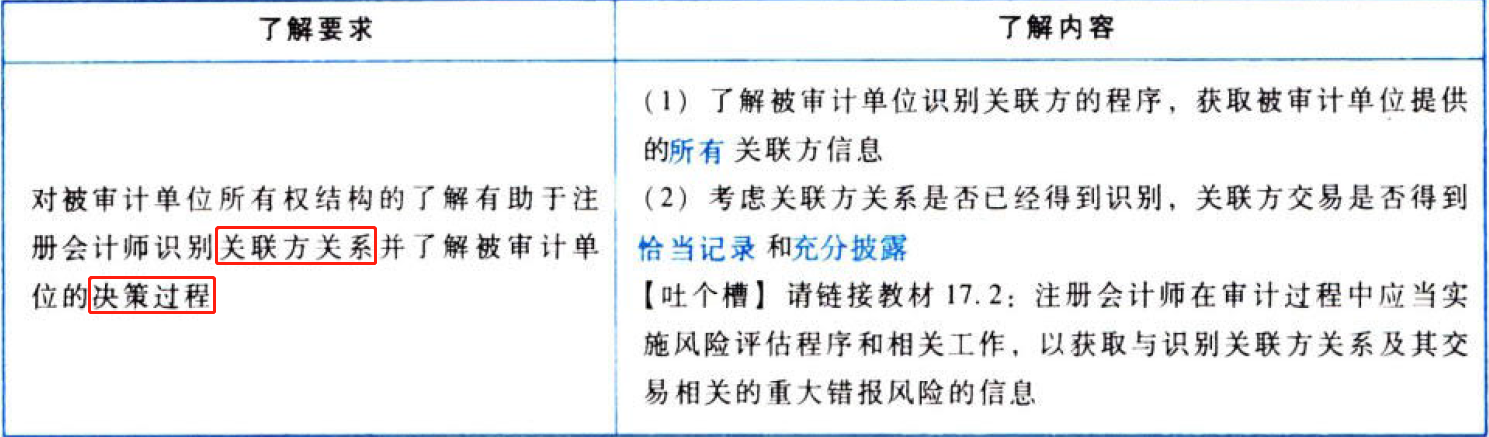 了解要求
了解内容
对被审计单位所有权结构的了解有助于注
册会计师识别关联方关系并了解被审计单
位的决策过程
(1) 了解被审计单位识别关联方的程序，获取被审计单位提供
的所有关联方信息
(2) 考虑关联方关系是否已经得到识别，关联方交易是否得到
恰当记录和充分披露
【吐个槽】请链接教材 17.2：注册会计师在审计过程中应当实
施风险评估程序和相关工作，以获取与识别关联方关系及其交
易相关的重大错报风险的信息